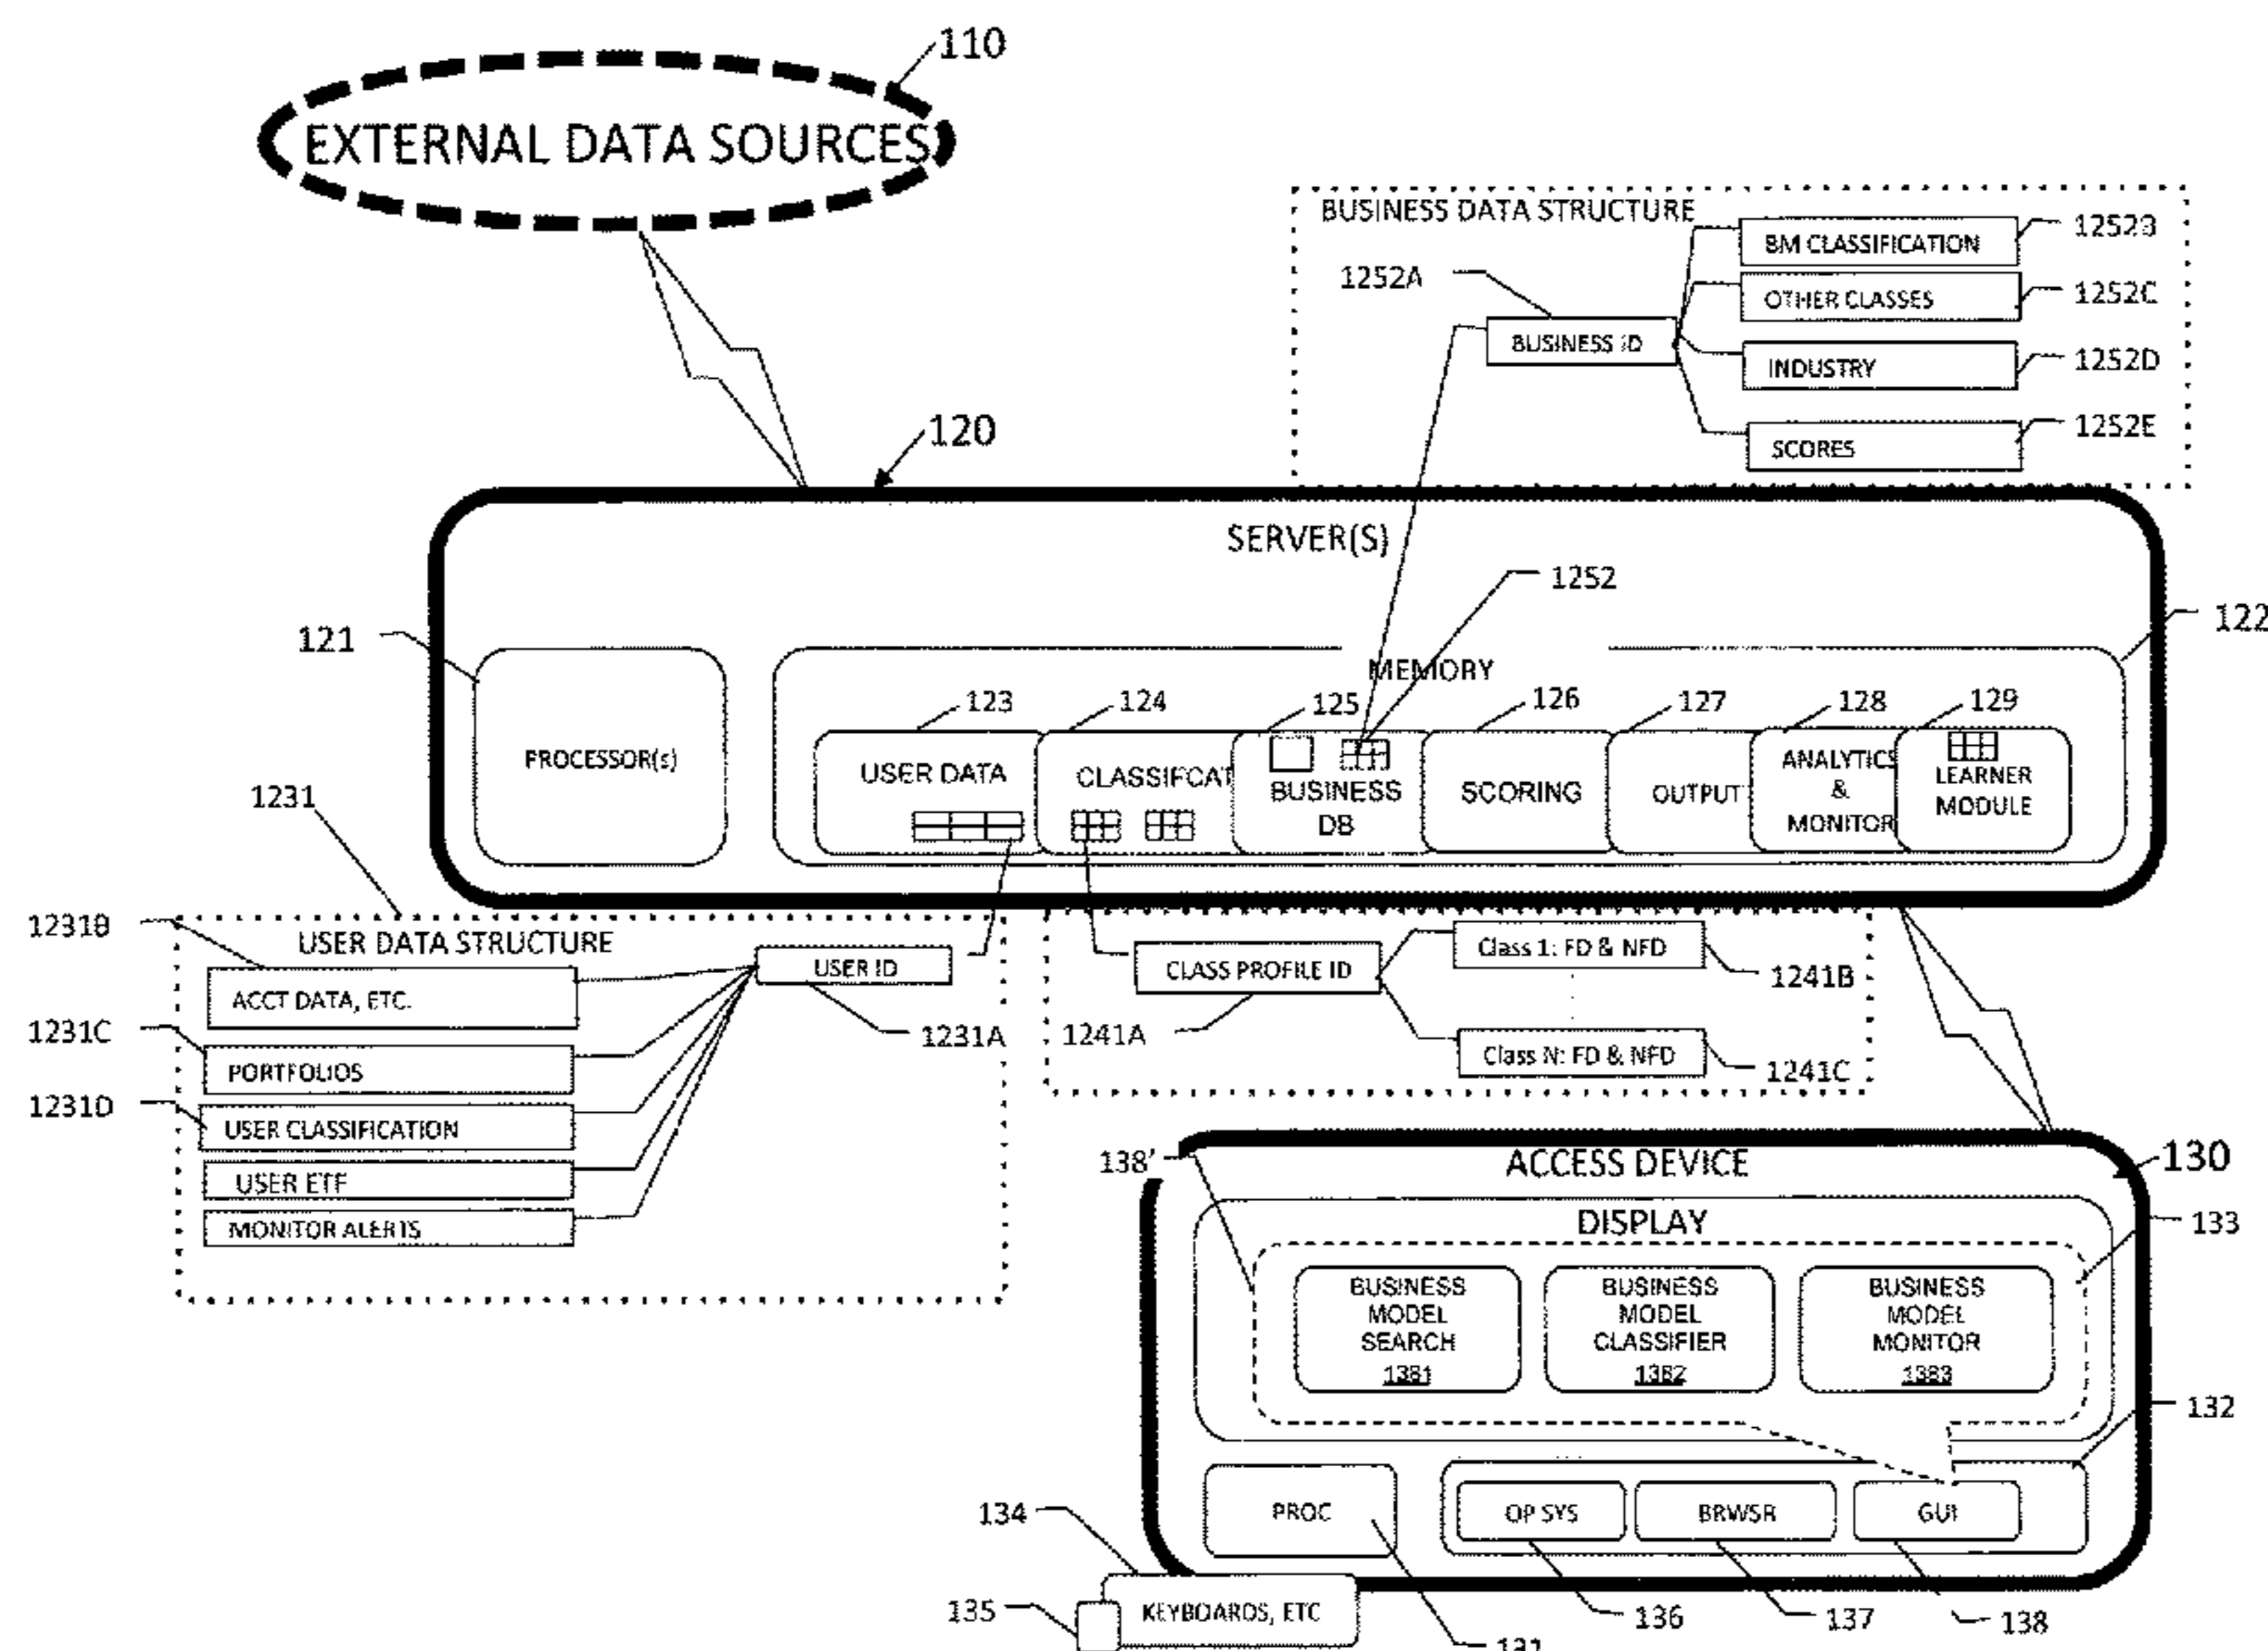 110
EXTERNAL DATA SOURCES
BUSINESS DATA STRUCTURE
1252B
BM CLASSIFICATION
1252A
OTHER CLASSES
1252C
BUSINESS ID
INDUSTRY
1252D
SCORES
1252E
120
SERVER(S)
1252
121
122
MEMORY
123
124
125
126
127
128
129
PROCESSOR(s)
USER DATA
CLASSIFCAT
BUSINESS
DB
SCORING
OUTPUT
ANALYTICS
&
MONITOR
LEARNER
MODULE
1231
1231B
USER DATA STRUCTURE
USER ID
ACCT DATA, ETC.
1231A
1231C
PORTFOLIOS
1231D
USER CLASSIFICATION
USER ETF
MONITOR ALERTS
CLASS PROFILE ID
Class 1: FD & NFD
1241B
1241A
Class N: FD & NFD
1241C
138'
ACCESS DEVICE
130
DISPLAY
133
BUSINESS
MODEL
SEARCH
1381
BUSINESS
MODEL
CLASSIFIER
1382
BUSINESS
MODEL
MONITOR
1383
132
PROC
OP SYS
BRWSR
GUI
134
135
KEYBOARDS, ETC
136
137
138